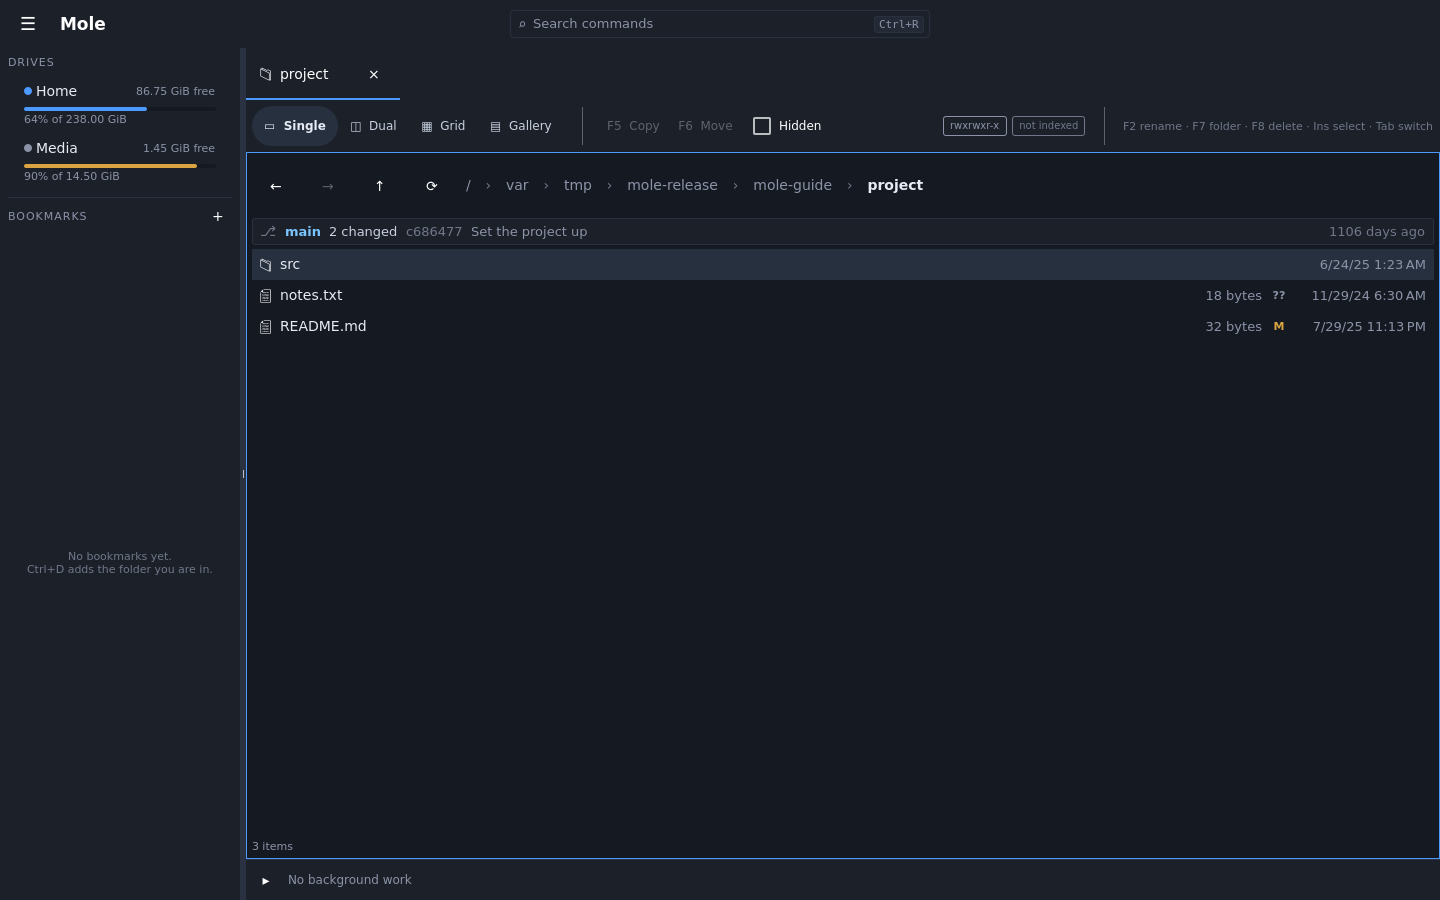 ☰ Mole
Search commands Ctrl+R
DRIVES
Home 86.75 GiB free
64% of 238.00 GiB
Media 1.45 GiB free
90% of 14.50 GiB
BOOKMARKS +
No bookmarks yet.
Ctrl+D adds the folder you are in.
project ✕
Single Dual Grid Gallery F5 Copy F6 Move Hidden rwxrwxr-x not indexed F2 rename · F7 folder · F8 delete · Ins select · Tab switch
← → ↑ ⟳ / › var › tmp › mole-release › mole-guide › project
main 2 changed c686477 Set the project up 1106 days ago
src 6/24/25 1:23 AM
notes.txt 18 bytes ?? 11/29/24 6:30 AM
README.md 32 bytes M 7/29/25 11:13 PM
3 items
▸ No background work